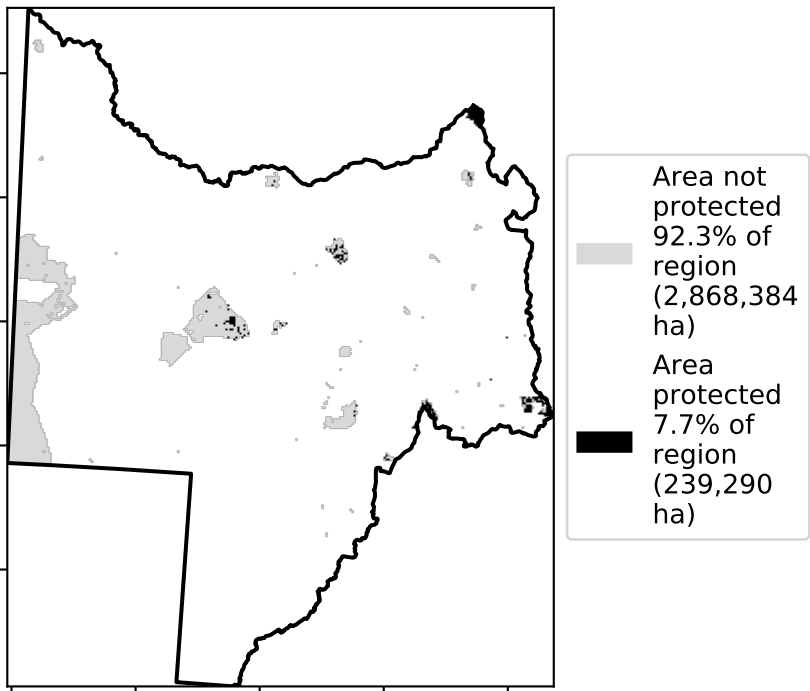 Area not
protected
92.3% of
region
(2,868,384
ha)
Area
protected
7.7% of
region
(239,290
ha)